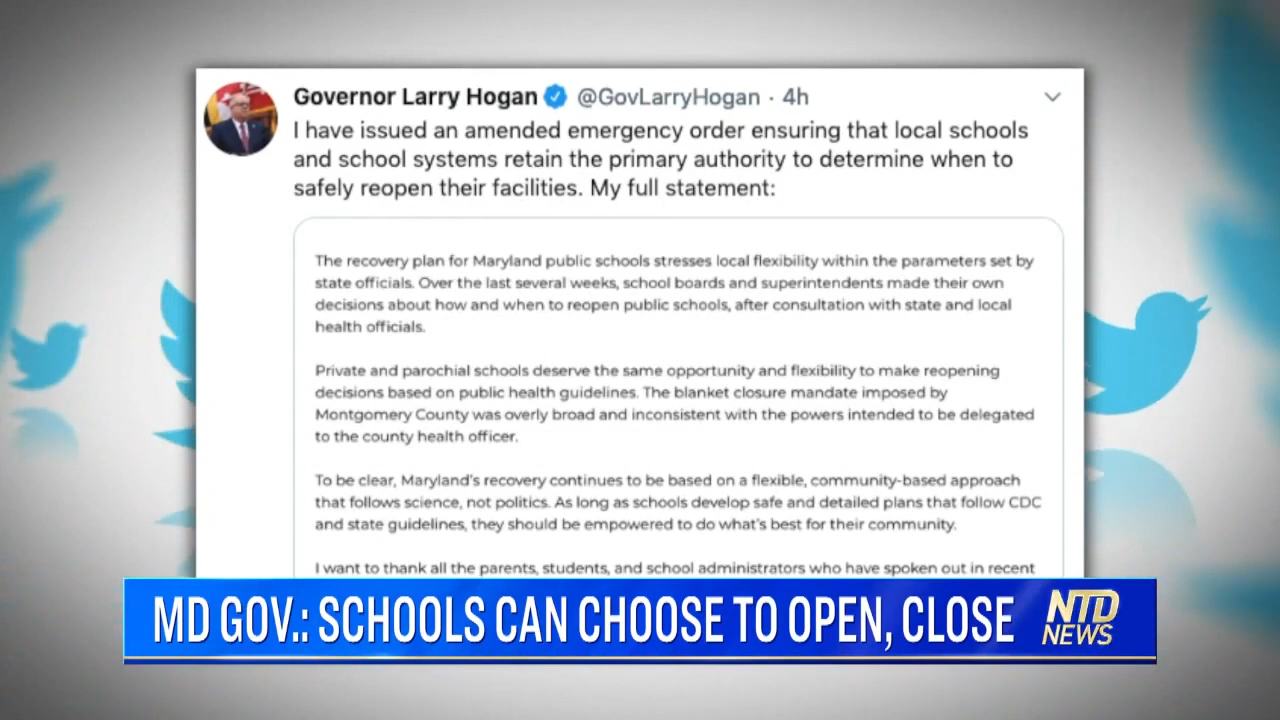 Governor Larry Hogan @GovLarryHogan · 4h
I have issued an amended emergency order ensuring that local schools
and school systems retain the primary authority to determine when to
safely reopen their facilities. My full statement:
The recovery plan for Maryland public schools stresses local flexibility within the parameters set by
state officials. Over the last several weeks, school boards and superintendents made their own
decisions about how and when to reopen public schools, after consultation with state and local
health officials.
Private and parochial schools deserve the same opportunity and flexibility to make reopening
decisions based on public health guidelines. The blanket closure mandate imposed by
Montgomery County was overly broad and inconsistent with the powers intended to be delegated
to the county health officer.
To be clear, Maryland's recovery continues to be based on a flexible, community-based approach
that follows science, not politics. As long as schools develop safe and detailed plans that follow CDC
and state guidelines, they should be empowered to do what's best for their community.
I want to thank all the parents, students, and school administrators who have spoken out in recent
MD GOV.: SCHOOLS CAN CHOOSE TO OPEN, CLOSE
NTD
NEWS